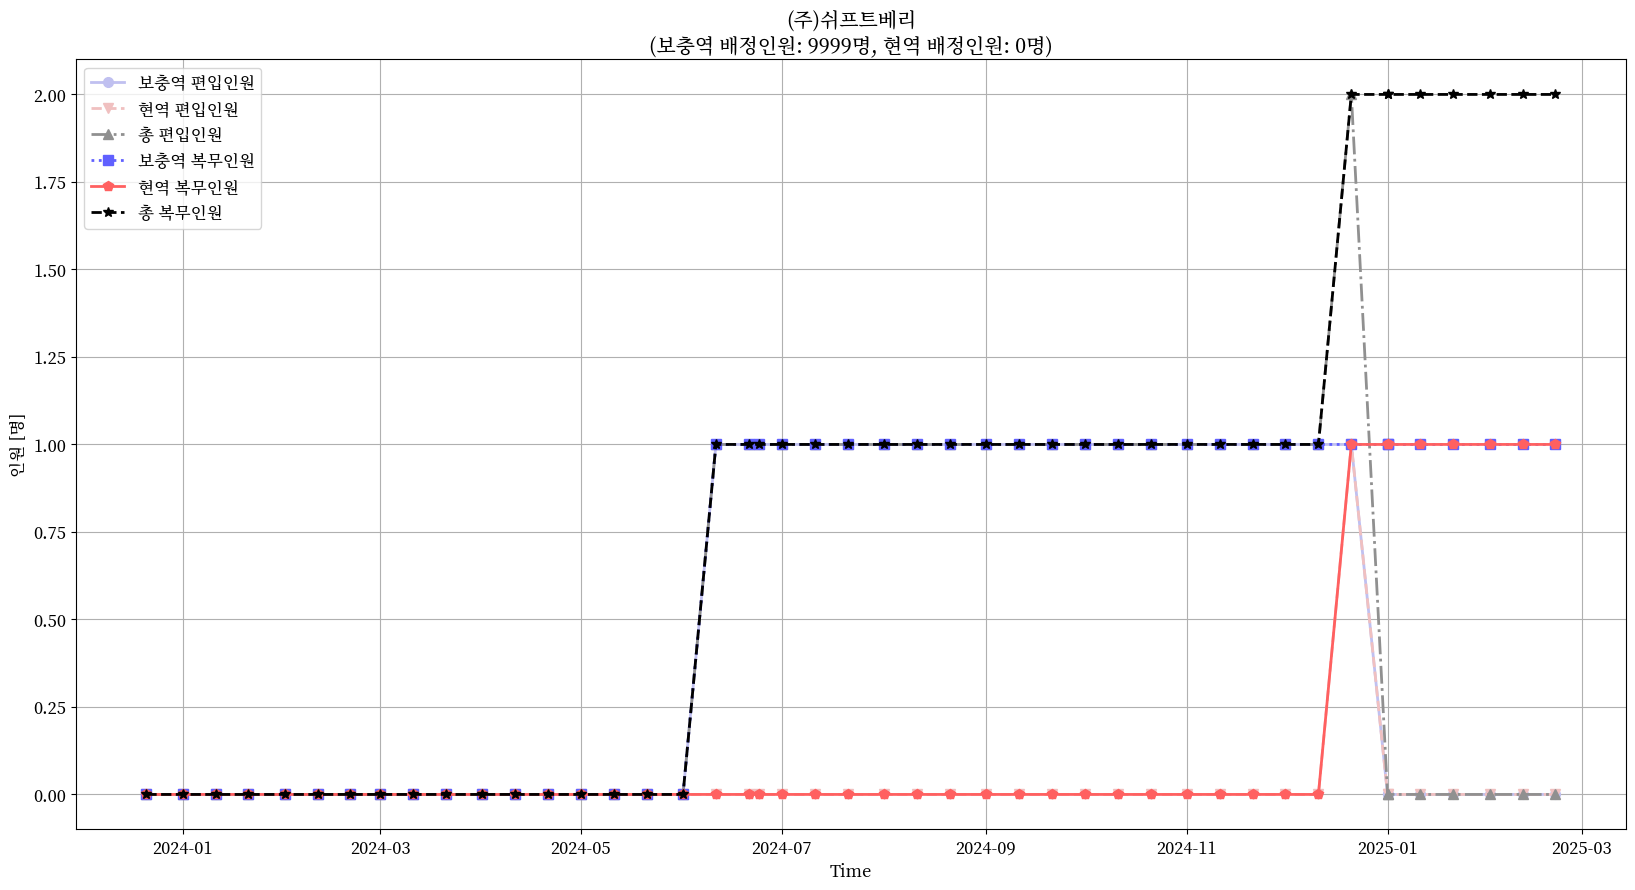 (주)쉬프트베리
(보충역 배정인원: 9999명, 현역 배정인원: 0명)
보충역 편입인원
현역 편입인원
총 편입인원
보충역 복무인원
현역 복무인원
총 복무인원
2.00
1.75
1.50
1.25
1.00
0.75
0.50
0.25
0.00
인원 [명]
2024-01
2024-03
2024-05
2024-07
2024-09
2024-11
2025-01
2025-03
Time